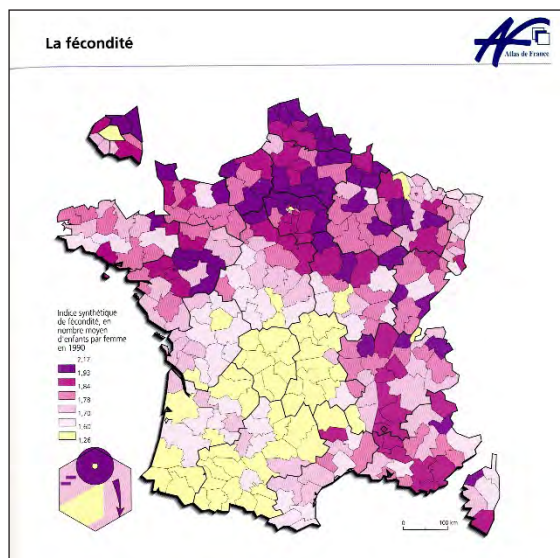 La fécondité
Atlas de France
Indice synthétique
de fécondité, en
nombre moyen
d'enfants par femme
en 1990
2,17
1,93
1,84
1,78
1,70
1,60
1,26
0 100 km